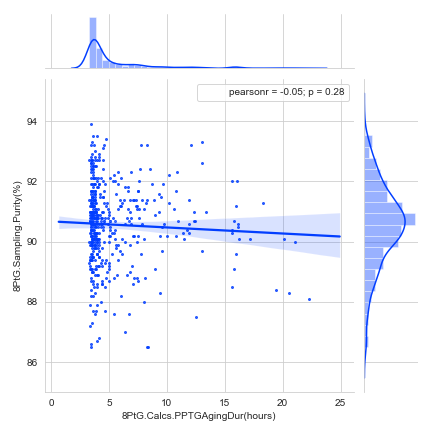 pearsonr = -0.05; p = 0.28
94
92
90
88
86
8PtG.Sampling.Purity(%)
0 5 10 15 20 25
8PtG.Calcs.PPTGAgingDur(hours)